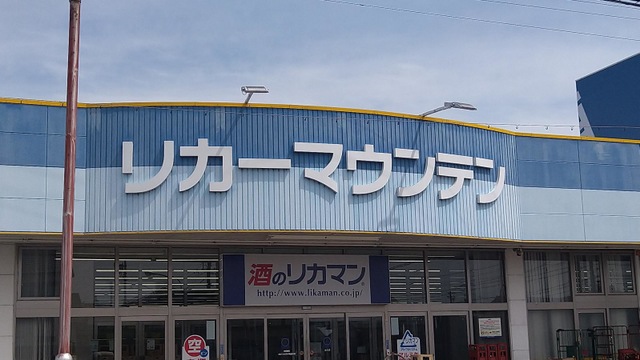 リカーマウンテン
酒のリカマン
http://www.likaman.co.jp/
空